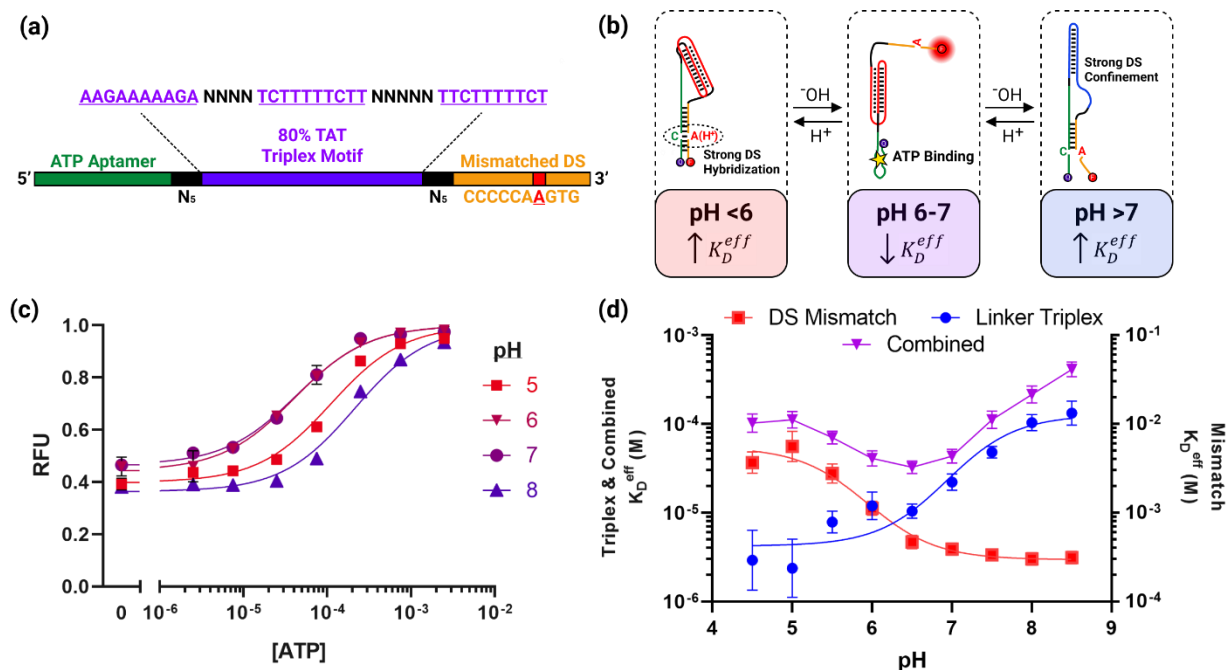 (a)
AAGAAAAAGA NNNN TCTTTTTCTT NNNNN TTCTTTTTCT
ATP Aptamer
80% TAT
Triplex Motif
Mismatched DS
5′
3′
N5
N5
CCCCCAAGTG
(b)
C A(H+)
Strong DS
Hybridization
-OH
H+
A
ATP Binding
-OH
H+
Strong DS
Confinement
C A
pH <6
↑ K_D^eff
pH 6-7
↓ K_D^eff
pH >7
↑ K_D^eff
(c)
RFU
1.0
0.8
0.6
0.4
0.2
0.0
0 10-6 10-5 10-4 10-3 10-2
[ATP]
pH
5
6
7
8
(d)
DS Mismatch
Linker Triplex
Combined
Triplex & Combined
K_D^eff (M)
10-3
10-4
10-5
10-6
10-1
10-2
10-3
10-4
Mismatch
K_D^eff (M)
4 5 6 7 8 9
pH